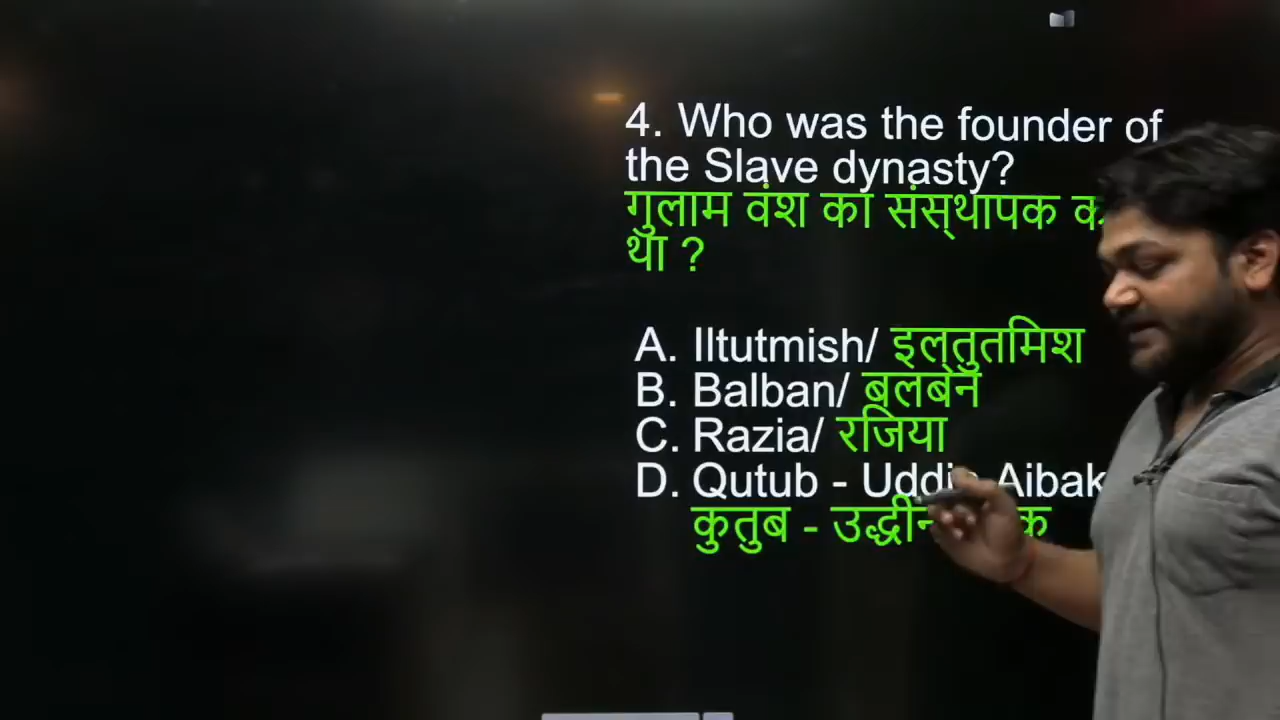 4. Who was the founder of
the Slave dynasty?
गुलाम वंश का संस्थापक
था ?
A. Iltutmish/ इल्तुतमिश
B. Balban/ बलबन
C. Razia/ रजिया
D. Qutub - Uddin Aibak
कुतुब - उद्धीन